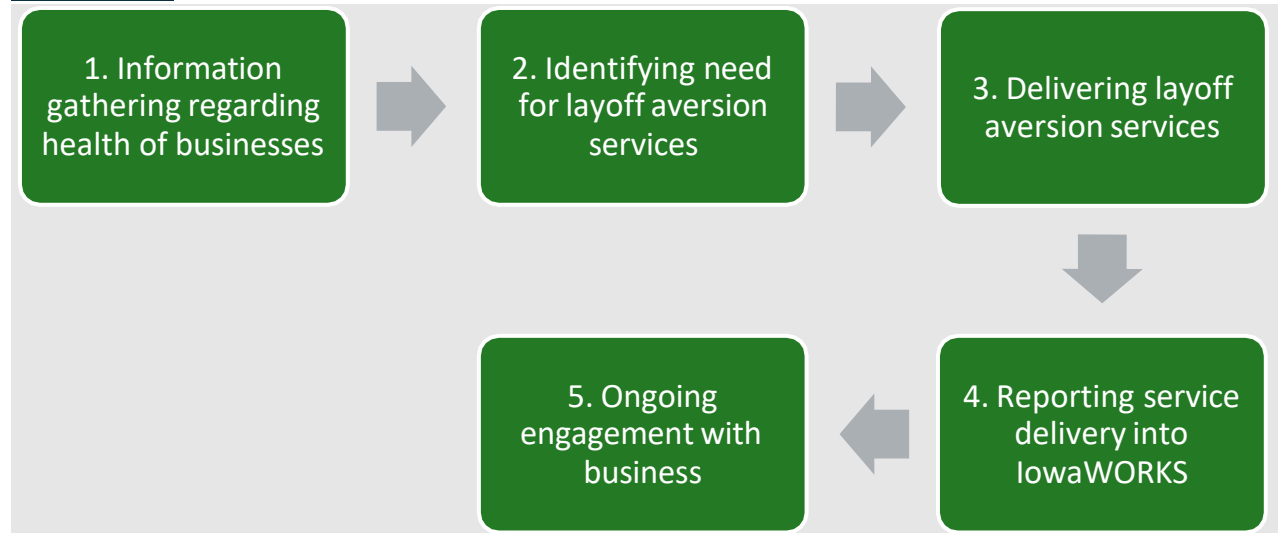 1. Information
gathering regarding
health of businesses
2. Identifying need
for layoff aversion
services
3. Delivering layoff
aversion services
4. Reporting service
delivery into
IowaWORKS
5. Ongoing
engagement with
business